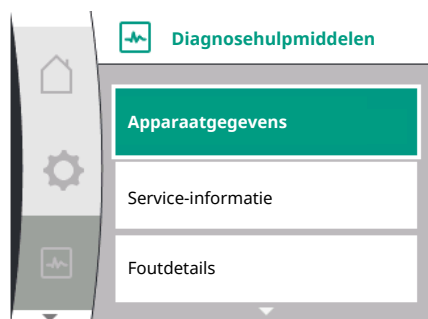 Diagnosehulpmiddelen
Apparaatgegevens
Service-informatie
Foutdetails